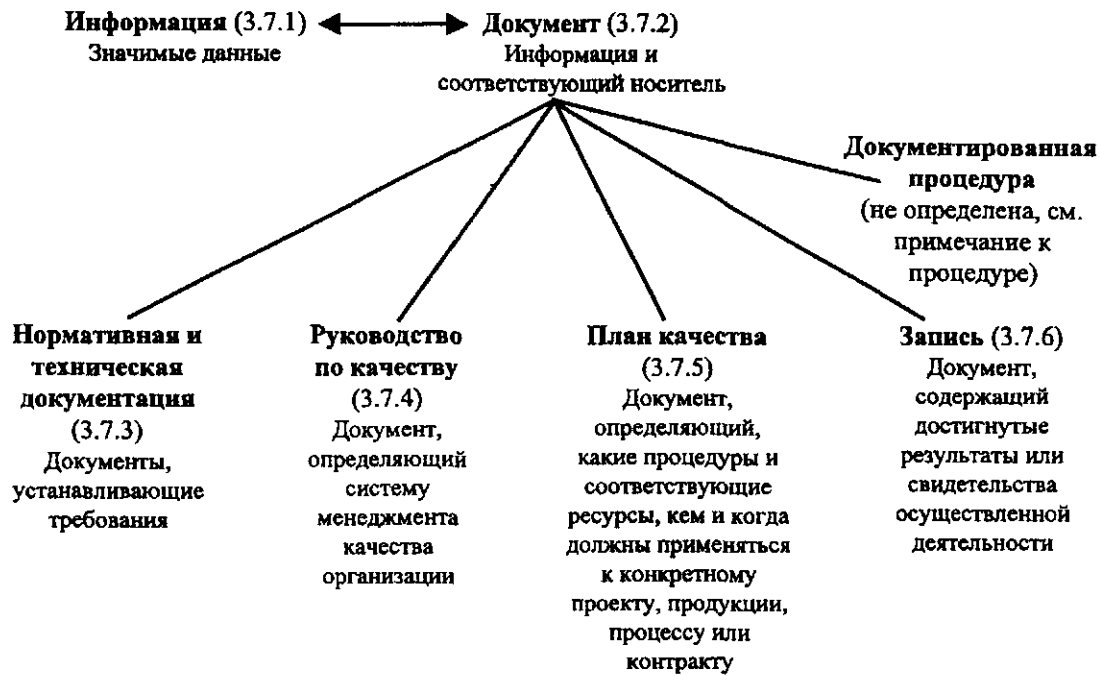 Информация (3.7.1)
Значимые данные
Документ (3.7.2)
Информация и
соответствующий носитель
Документированная
процедура
(не определена, см.
примечание к
процедуре)
Нормативная и
техническая
документация
(3.7.3)
Документы,
устанавливающие
требования
Руководство
по качеству
(3.7.4)
Документ,
определяющий
систему
менеджмента
качества
организации
План качества
(3.7.5)
Документ,
определяющий,
какие процедуры и
соответствующие
ресурсы, кем и когда
должны применяться
к конкретному
проекту, продукции,
процессу или
контракту
Запись (3.7.6)
Документ,
содержащий
достигнутые
результаты или
свидетельства
осуществленной
деятельности